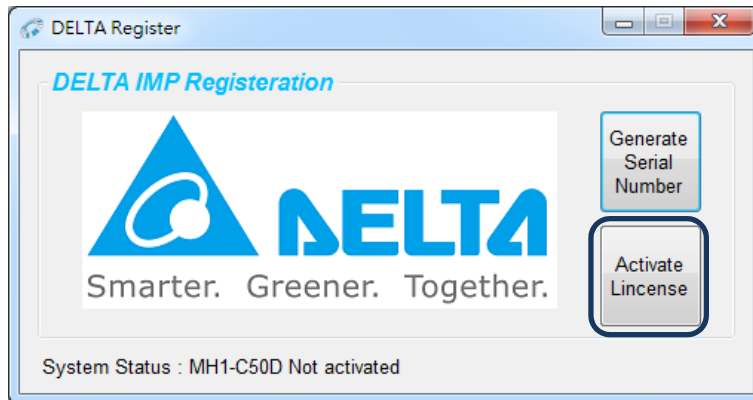 DELTA Register
DELTA IMP Registeration
DELTA
Smarter. Greener. Together.
Generate
Serial
Number
Activate
Lincense
System Status : MH1-C50D Not activated